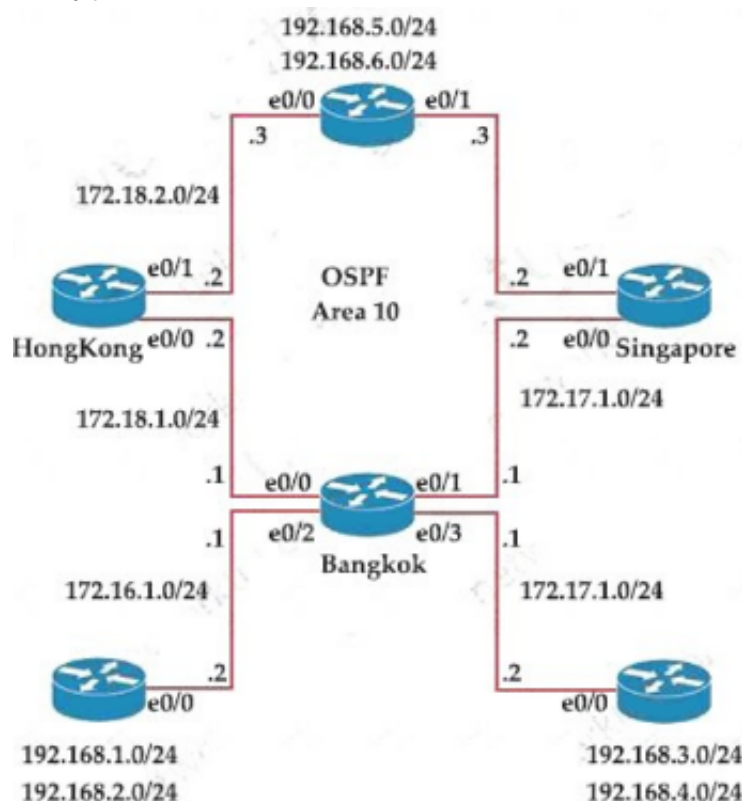 192.168.5.0/24
192.168.6.0/24
e0/0
e0/1
.3
.3
172.18.2.0/24
e0/1
.2
OSPF
Area 10
.2
e0/1
HongKong
e0/0
.2
.2
e0/0
Singapore
172.18.1.0/24
172.17.1.0/24
.1
e0/0
e0/1
.1
.1
e0/2
e0/3
.1
Bangkok
172.16.1.0/24
172.17.1.0/24
.2
e0/0
.2
e0/0
192.168.1.0/24
192.168.2.0/24
192.168.3.0/24
192.168.4.0/24